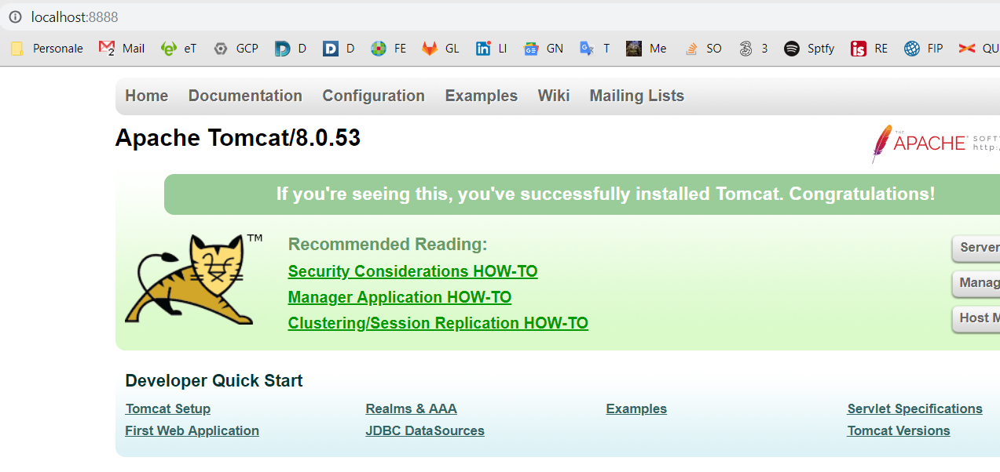 localhost:8888
Personale Mail eT GCP D D FE GL LI GN T Me SO 3 Sptfy RE FIP QU
Home Documentation Configuration Examples Wiki Mailing Lists
Apache Tomcat/8.0.53
THE APACHE SOFT
http:/
If you're seeing this, you've successfully installed Tomcat. Congratulations!
TM
Recommended Reading:
Security Considerations HOW-TO
Manager Application HOW-TO
Clustering/Session Replication HOW-TO
Server
Manag
Host M
Developer Quick Start
Tomcat Setup Realms & AAA Examples Servlet Specifications
First Web Application JDBC DataSources Tomcat Versions